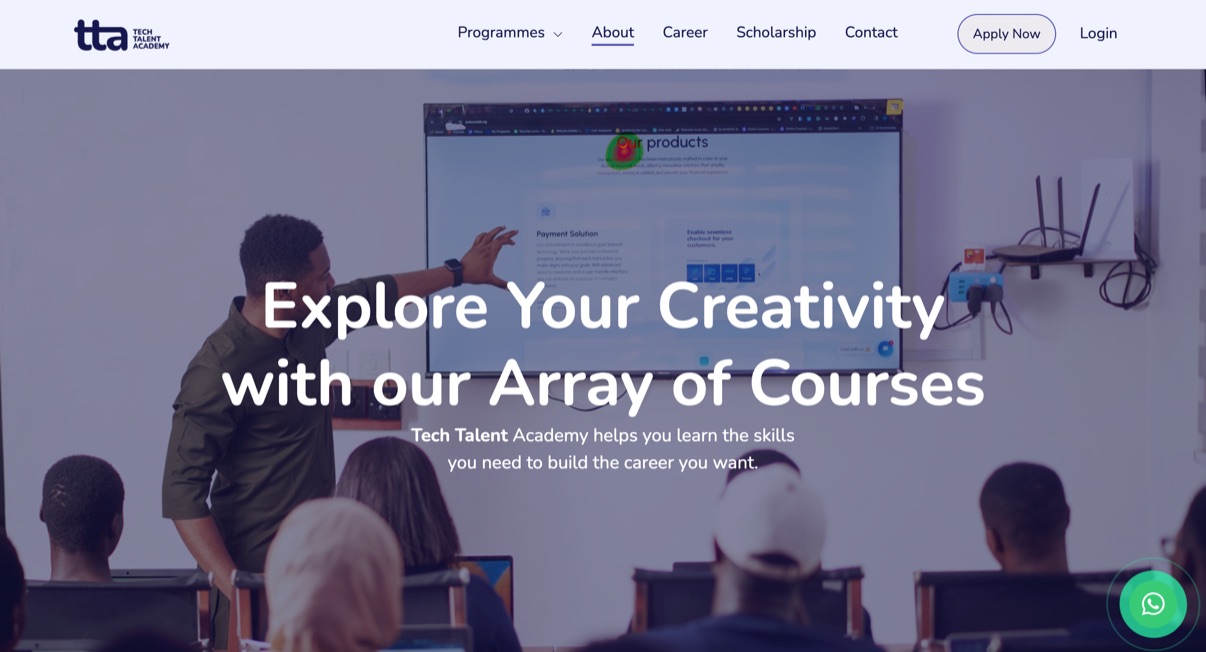 tta TECH
TALENT
ACADEMY
Programmes
About
Career
Scholarship
Contact
Apply Now
Login
Our products
Payment Solution
Enable seamless
checkout for your
customers.
Explore Your Creativity
with our Array of Courses
Tech Talent Academy helps you learn the skills
you need to build the career you want.